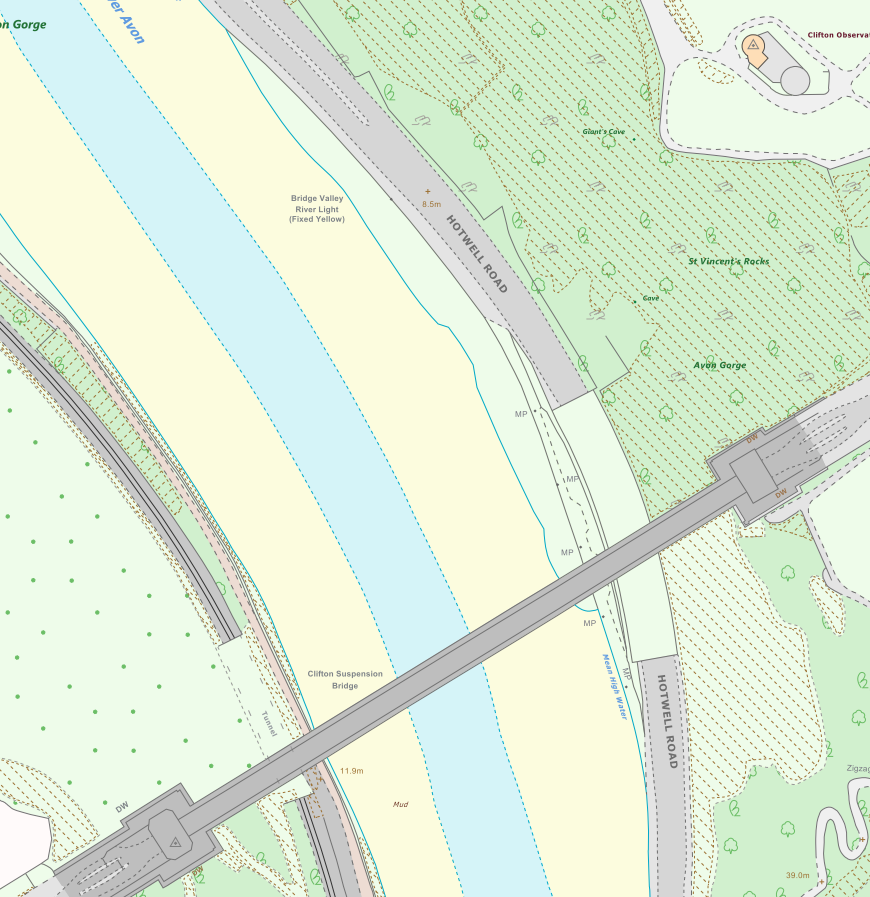 on Gorge
er Avon
Clifton Observat
Giant's Cave
Bridge Valley
River Light
(Fixed Yellow)
8.5m
HOTWELL ROAD
St Vincent's Rocks
Cave
Avon Gorge
MP
DW
MP
DW
MP
MP
Clifton Suspension
Bridge
Mean High Water
MP
HOTWELL ROAD
Tunnel
11.9m
Mud
DW
Zigzag
DW
39.0m